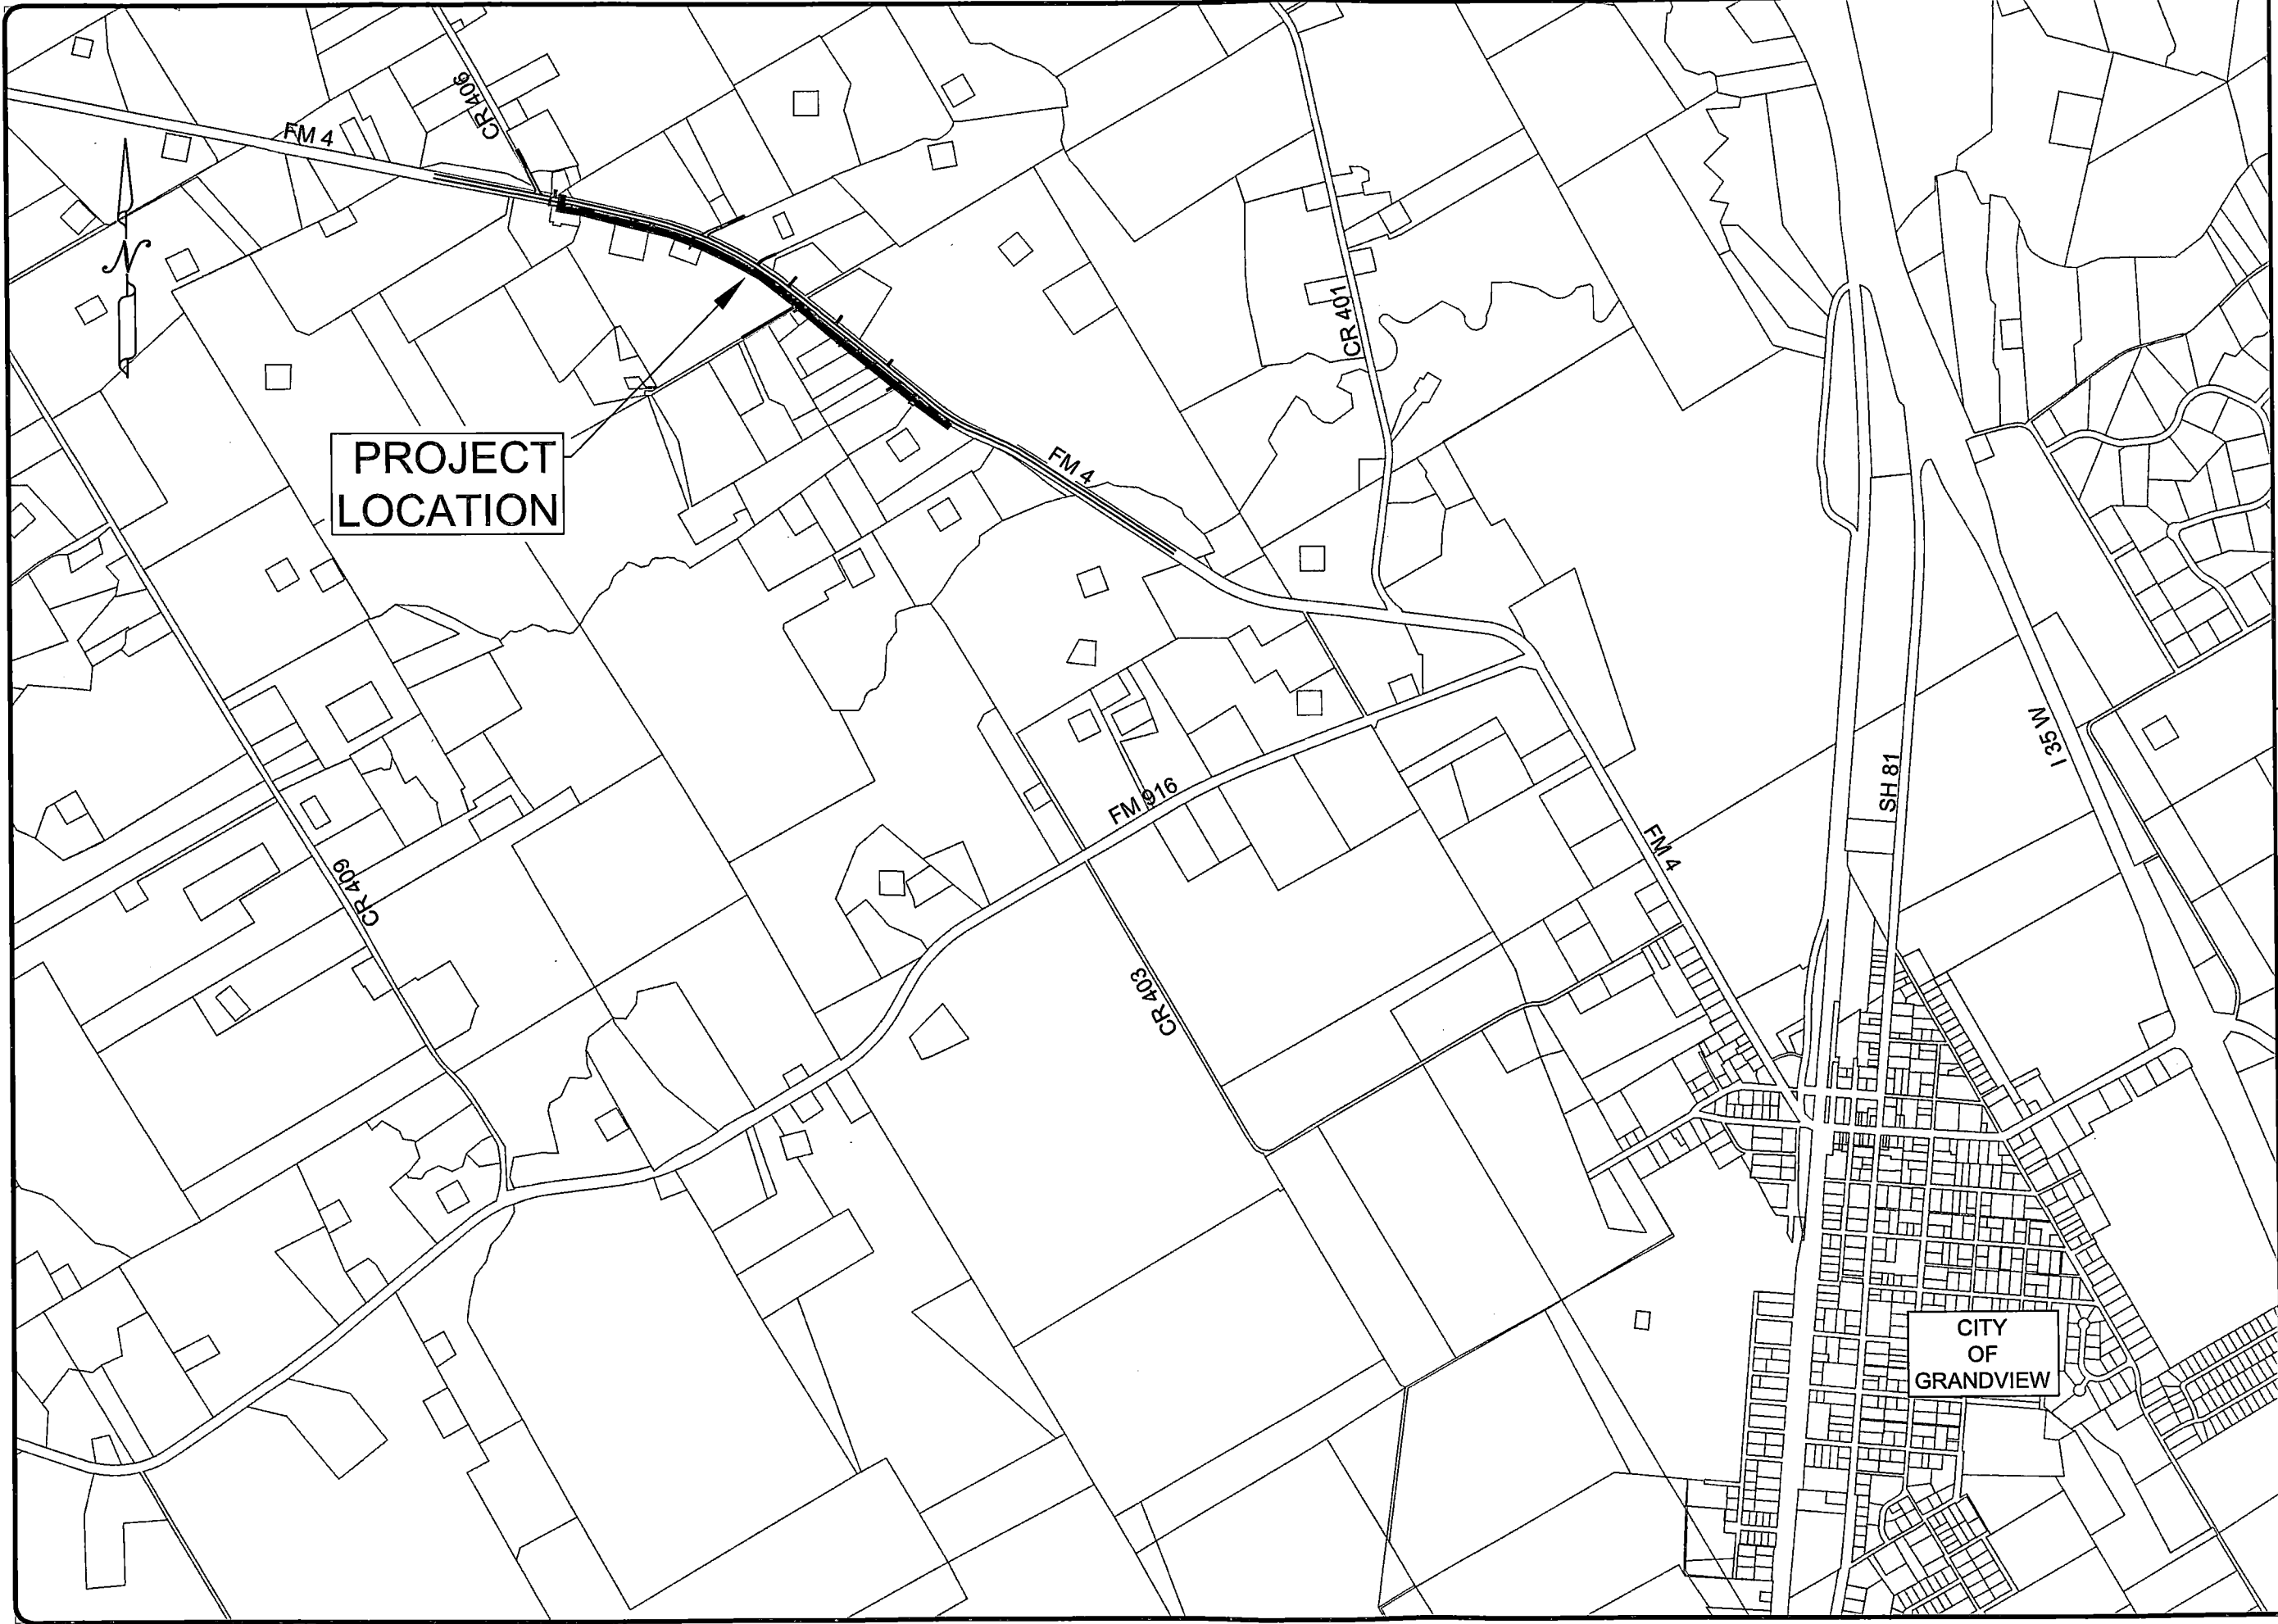 CR 406
FM 4
N
CR 401
PROJECT
LOCATION
FM 4
I 35 W
SH 81
FM 916
FM 4
CR 409
CR 403
CITY
OF
GRANDVIEW